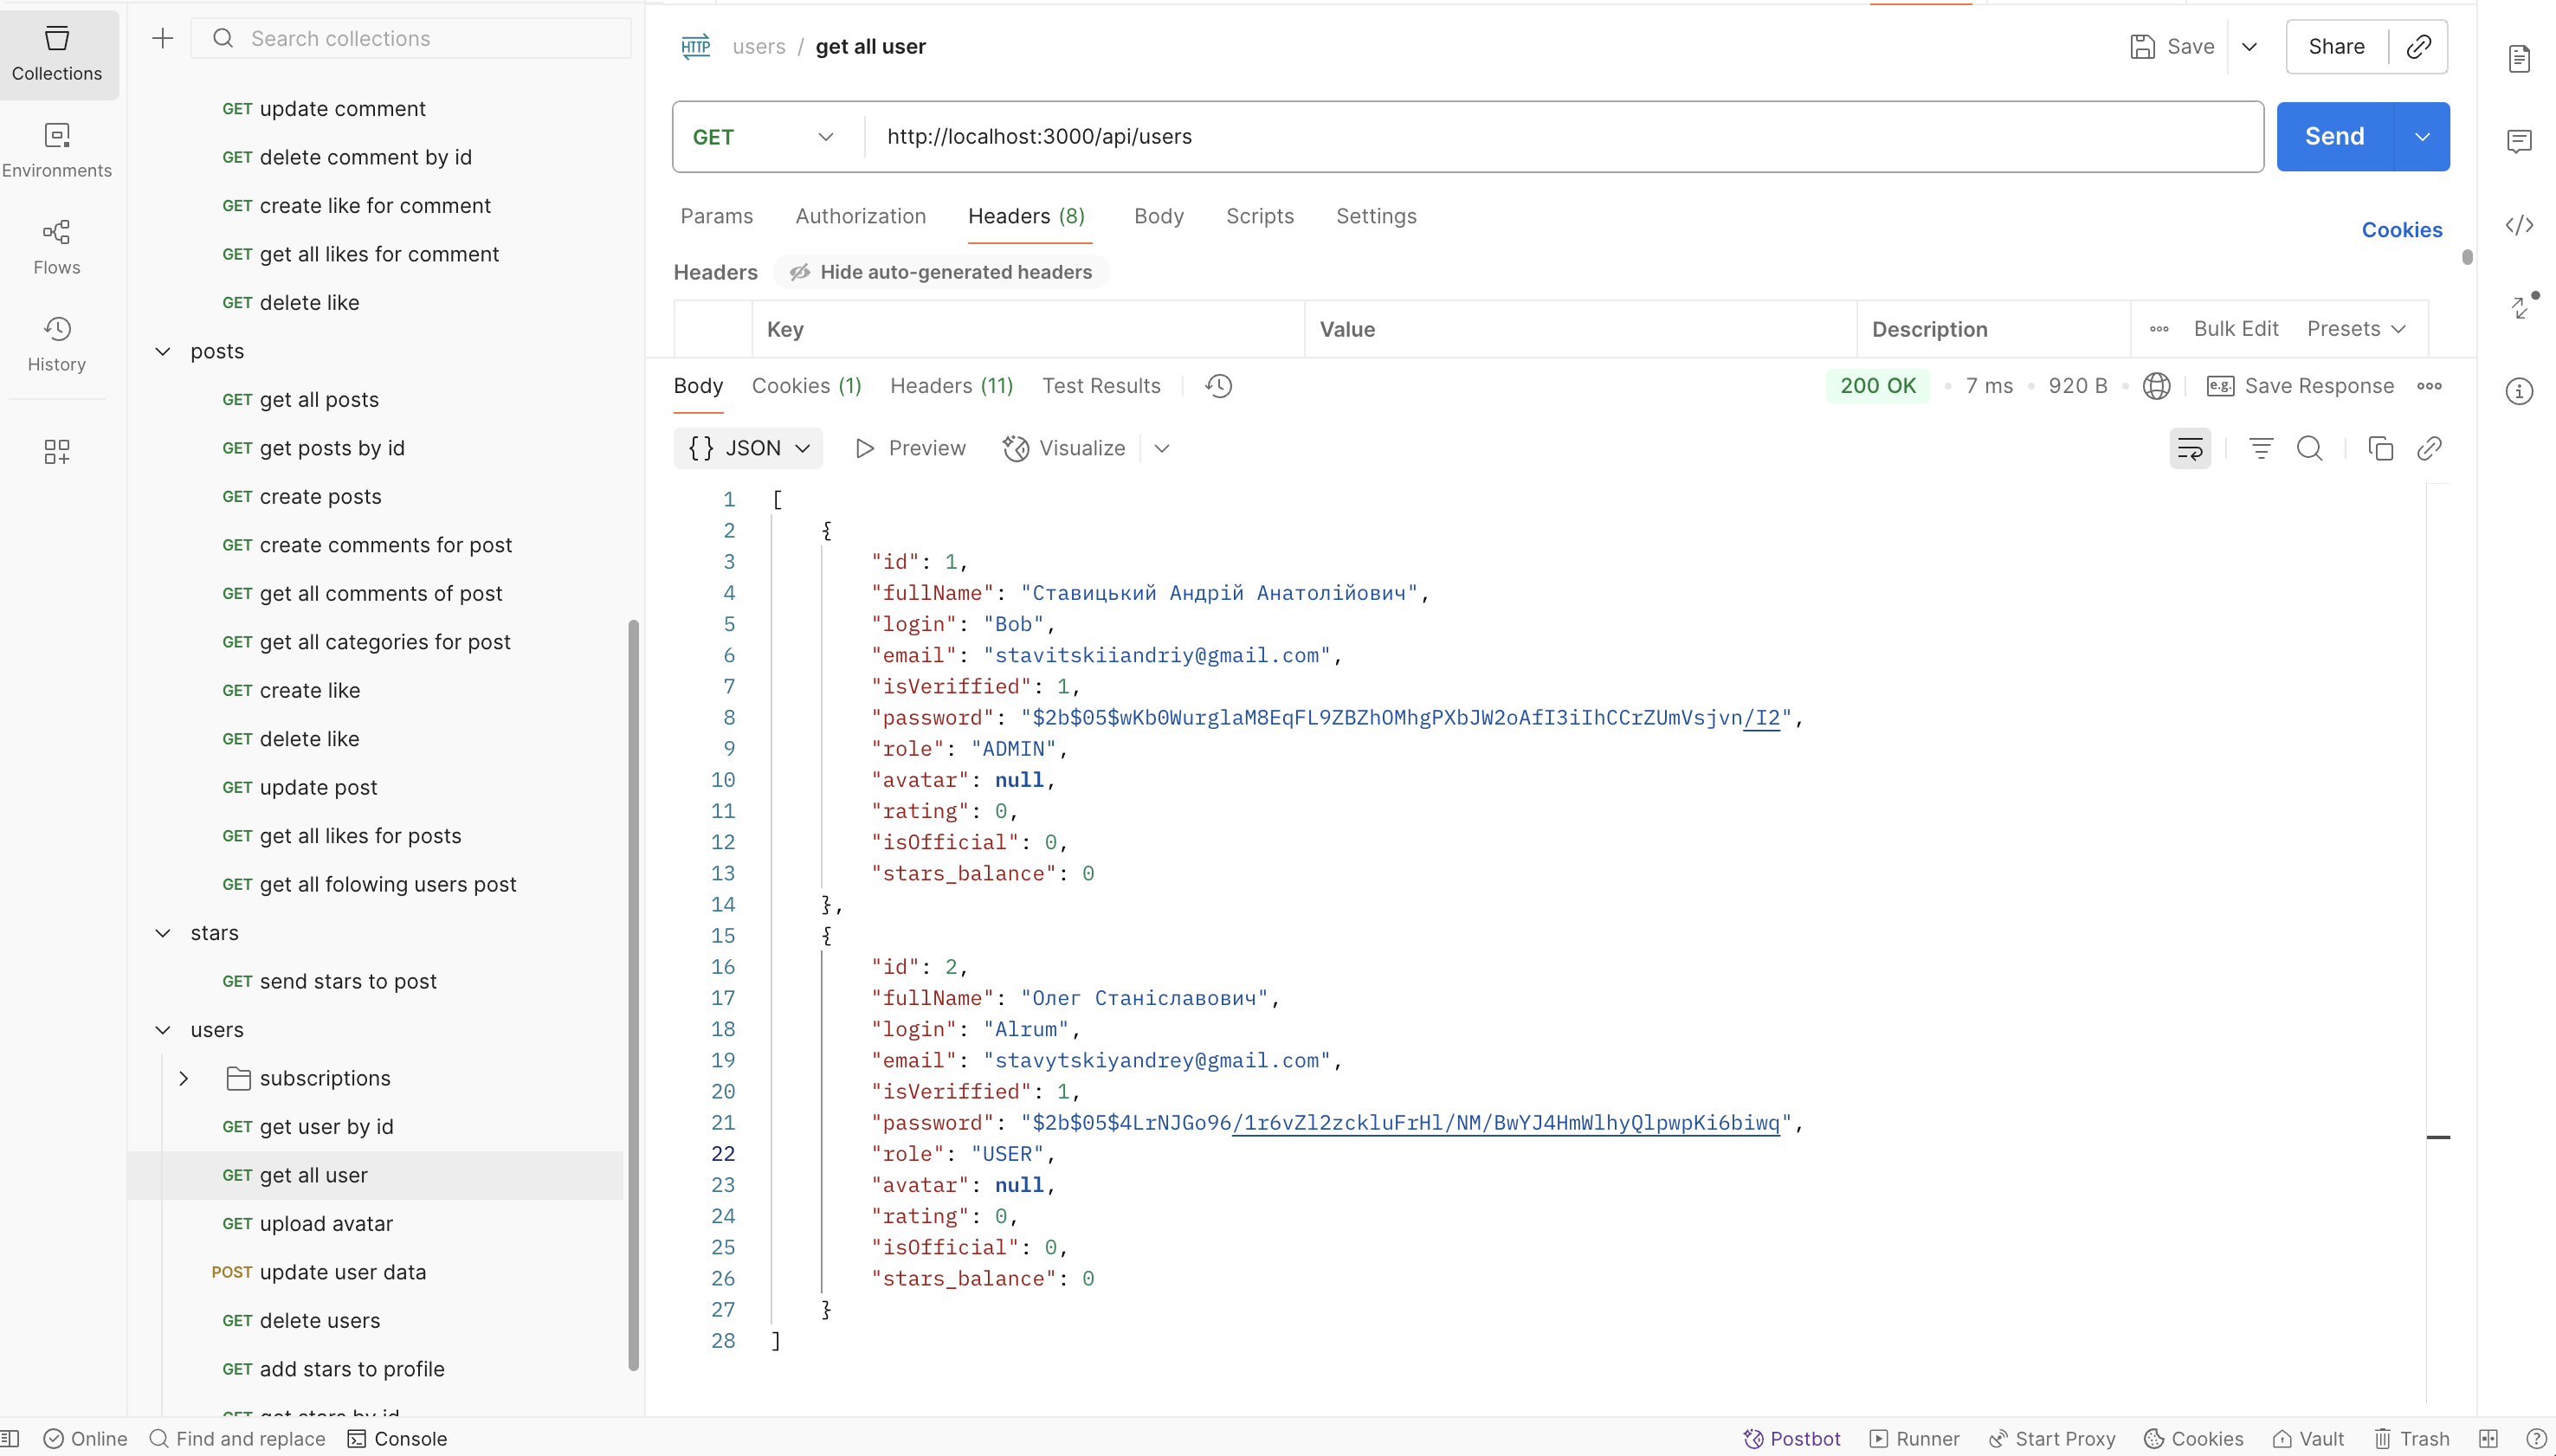 Collections
Environments
Flows
History
Search collections
GET update comment
GET delete comment by id
GET create like for comment
GET get all likes for comment
GET delete like
posts
GET get all posts
GET get posts by id
GET create posts
GET create comments for post
GET get all comments of post
GET get all categories for post
GET create like
GET delete like
GET update post
GET get all likes for posts
GET get all folowing users post
stars
GET send stars to post
users
subscriptions
GET get user by id
GET get all user
GET upload avatar
POST update user data
GET delete users
GET add stars to profile
GET get stars by id
HTTP users / get all user
Save Share
GET http://localhost:3000/api/users Send
Params Authorization Headers (8) Body Scripts Settings
Cookies
Headers Hide auto-generated headers
Key Value Description Bulk Edit Presets
Body Cookies (1) Headers (11) Test Results 200 OK • 7 ms • 920 B • e.g. Save Response
{} JSON Preview Visualize
1 [
2 {
3 "id": 1,
4 "fullName": "Ставицький Андрій Анатолійович",
5 "login": "Bob",
6 "email": "stavitskiiandriy@gmail.com",
7 "isVeriffied": 1,
8 "password": "$2b$05$wKb0WurglaM8EqFL9ZBZhOMhgPXbJW2oAfI3iIhCCrZUmVsjvn/I2",
9 "role": "ADMIN",
10 "avatar": null,
11 "rating": 0,
12 "isOfficial": 0,
13 "stars_balance": 0
14 },
15 {
16 "id": 2,
17 "fullName": "Олег Станіславович",
18 "login": "Alrum",
19 "email": "stavytskiyandrey@gmail.com",
20 "isVeriffied": 1,
21 "password": "$2b$05$4LrNJGo96/1r6vZl2zckluFrHl/NM/BwYJ4HmWlhyQlpwpKi6biwq",
22 "role": "USER",
23 "avatar": null,
24 "rating": 0,
25 "isOfficial": 0,
26 "stars_balance": 0
27 }
28 ]
Online Find and replace Console Postbot Runner Start Proxy Cookies Vault Trash